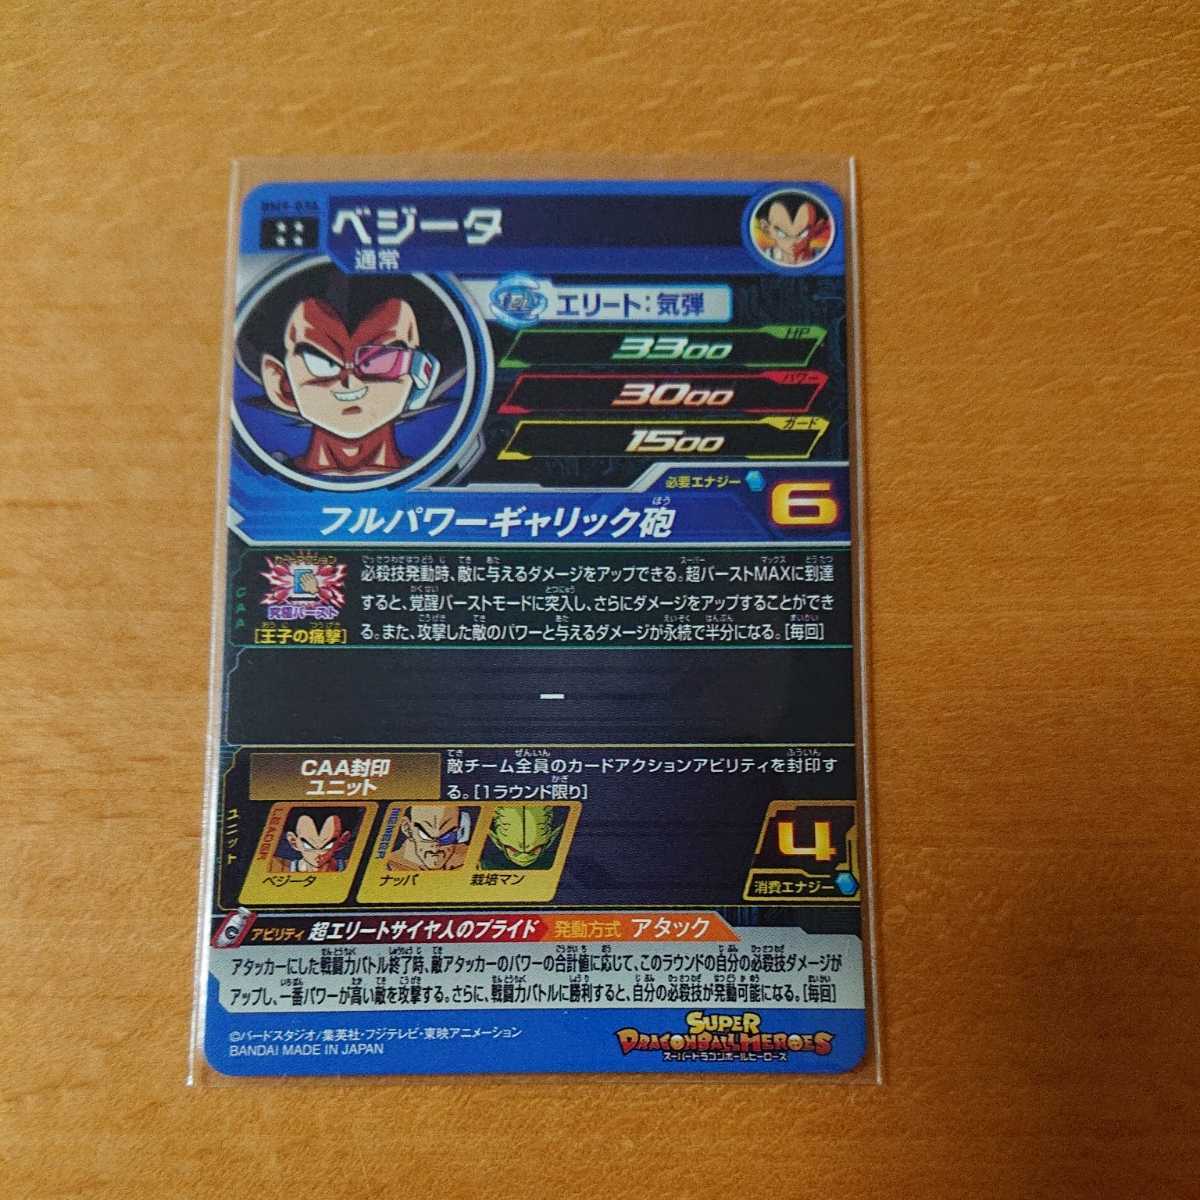 ベジータ
通常
エリート:気弾
HP
3300
パワー
3000
ガード
1500
必要エナジー
6
フルパワーギャリック砲
ほう
CAA
カードアクション
究極バースト
[王子の痛撃]
必殺技発動時、敵に与えるダメージをアップできる。超バーストMAXに到達
すると、覚醒バーストモードに突入し、さらにダメージをアップすることができ
る。また、攻撃した敵のパワーと与えるダメージが永続で半分になる。[毎回]
ー
ユニット
CAA封印
ユニット
敵チーム全員のカードアクションアビリティを封印す
る。[1ラウンド限り]
LEADER
ベジータ
MEMBER
ナッパ
栽培マン
4
消費エナジー
アビリティ 超エリートサイヤ人のプライド 発動方式 アタック
アタッカーにした戦闘力バトル終了時、敵アタッカーのパワーの合計値に応じて、このラウンドの自分の必殺技ダメージが
アップし、一番パワーが高い敵を攻撃する。さらに、戦闘力バトルに勝利すると、自分の必殺技が発動可能になる。[毎回]
©バードスタジオ/集英社・フジテレビ・東映アニメーション
BANDAI MADE IN JAPAN
SUPER
DRAGONBALL HEROES
スーパードラゴンボールヒーローズ